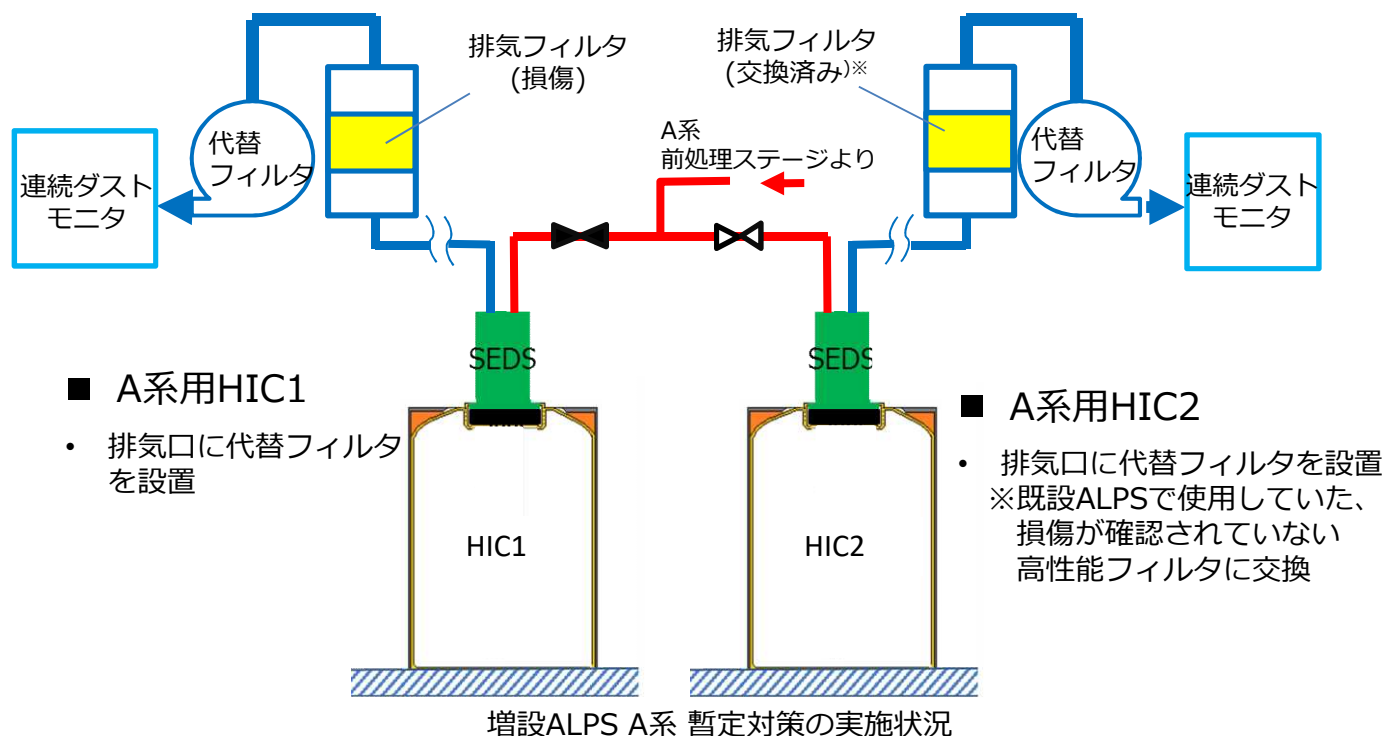 排気フィルタ
(損傷)
排気フィルタ
(交換済み)※
代替
フィルタ
連続ダスト
モニタ
A系
前処理ステージより
代替
フィルタ
連続ダスト
モニタ
SEDS
SEDS
■ A系用HIC1
• 排気口に代替フィルタ
を設置
■ A系用HIC2
• 排気口に代替フィルタを設置
※既設ALPSで使用していた、
損傷が確認されていない
高性能フィルタに交換
HIC1
HIC2
増設ALPS A系 暫定対策の実施状況